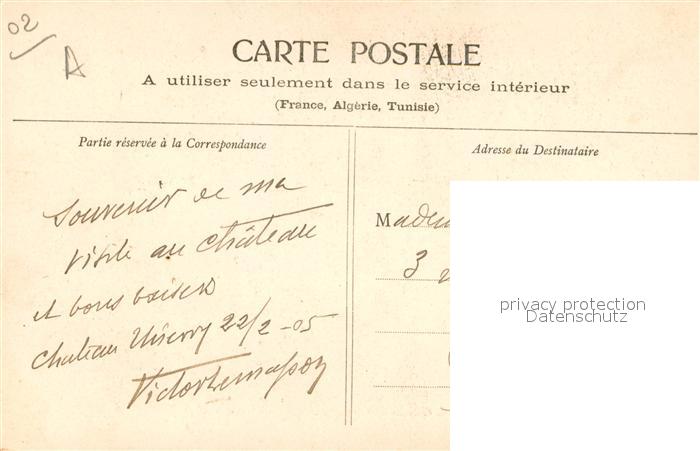 02
A
CARTE POSTALE
A utiliser seulement dans le service intérieur
(France, Algérie, Tunisie)
Partie réservée à la Correspondance
Souvenir de ma
visite au château
et bons baisers
Chateau Thierry 22/2-05
Victor
Adresse du Destinataire
3
privacy protection
Datenschutz